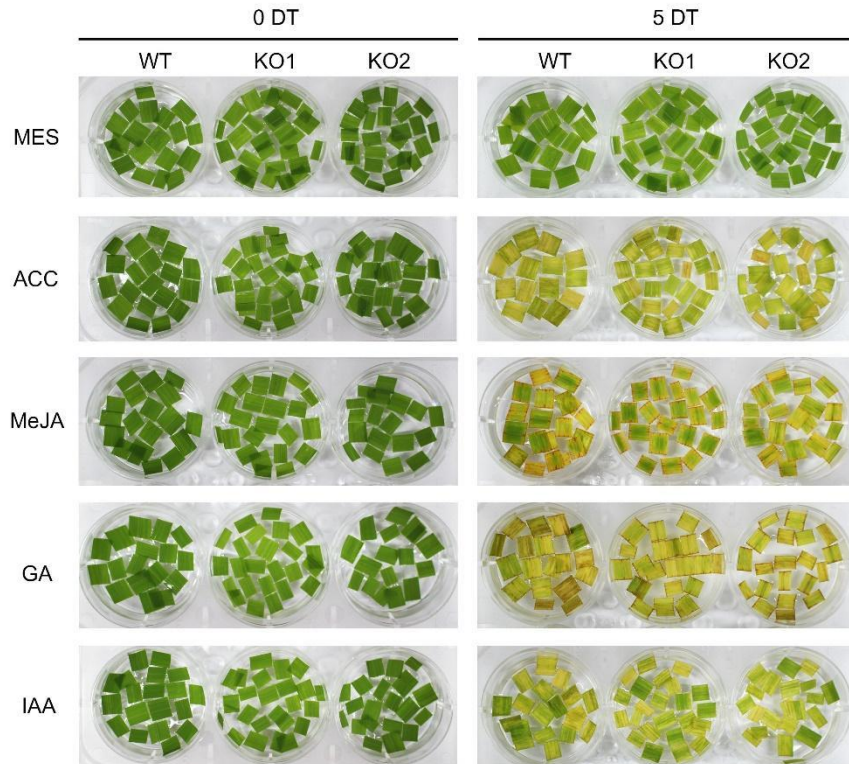 0 DT 5 DT
WT KO1 KO2 WT KO1 KO2
MES
ACC
MeJA
GA
IAA